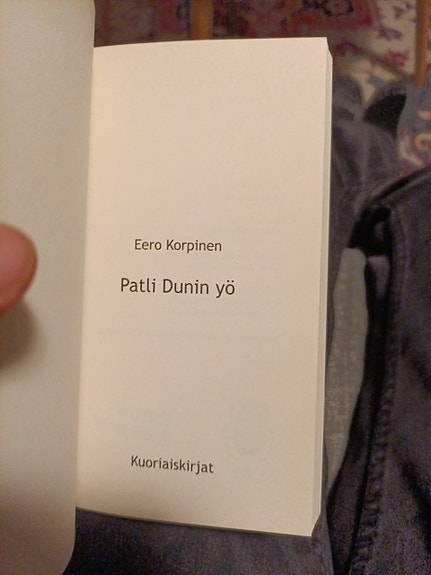 Eero Korpinen
Patli Dunin yö
Kuoriaiskirjat